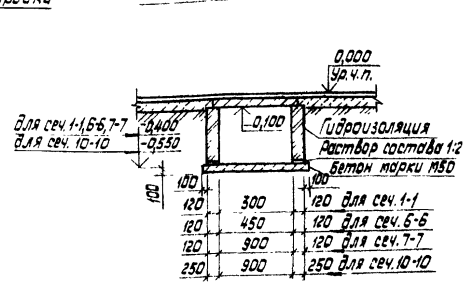 0,000
Ур.ч.п.
для сеч. 1-1,6-6,7-7 -0,400
для сеч. 10-10 -0,550
-0,100
Гидроизоляция
Раствор состава 1:2
Бетон марки М50
100
100 100
120 300 120 для сеч. 1-1
120 450 120 для сеч. 6-6
120 900 120 для сеч. 7-7
250 900 250 для сеч. 10-10